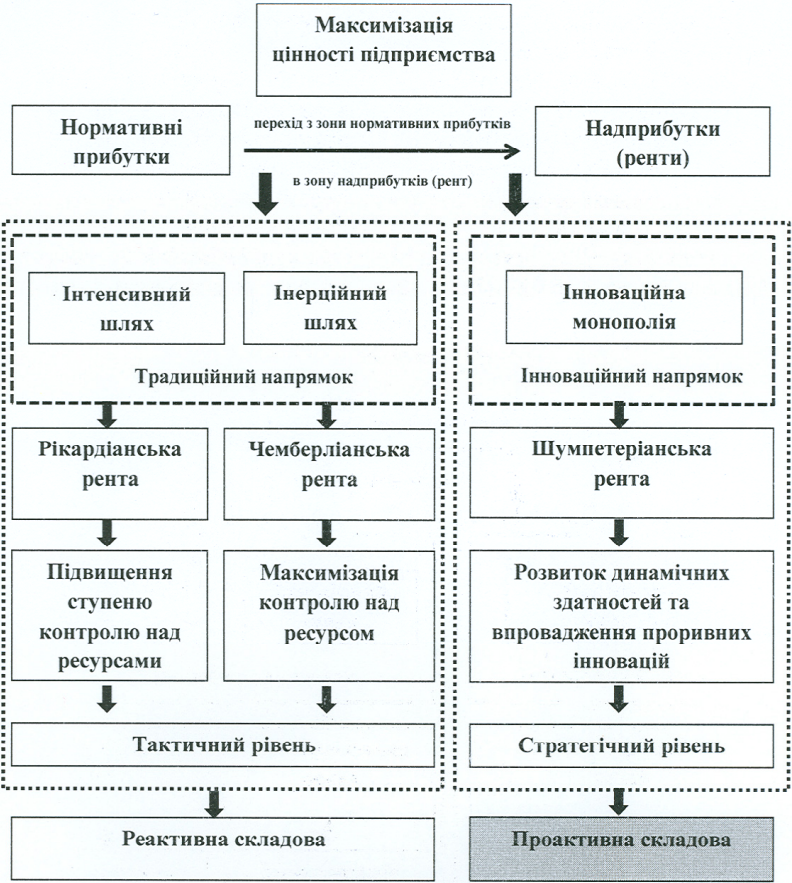 Максимізація
цінності підприємства
Нормативні
прибутки
перехід з зони нормативних прибутків
в зону надприбутків (рент)
Надприбутки
(ренти)
Інтенсивний
шлях
Інерційний
шлях
Традиційний напрямок
Інноваційна
монополія
Інноваційний напрямок
Рікардіанська
рента
Чемберліанська
рента
Шумпетеріанська
рента
Підвищення
ступеню
контролю над
ресурсами
Максимізація
контролю над
ресурсом
Розвиток динамічних
здатностей та
впровадження проривних
інновацій
Тактичний рівень
Стратегічний рівень
Реактивна складова
Проактивна складова